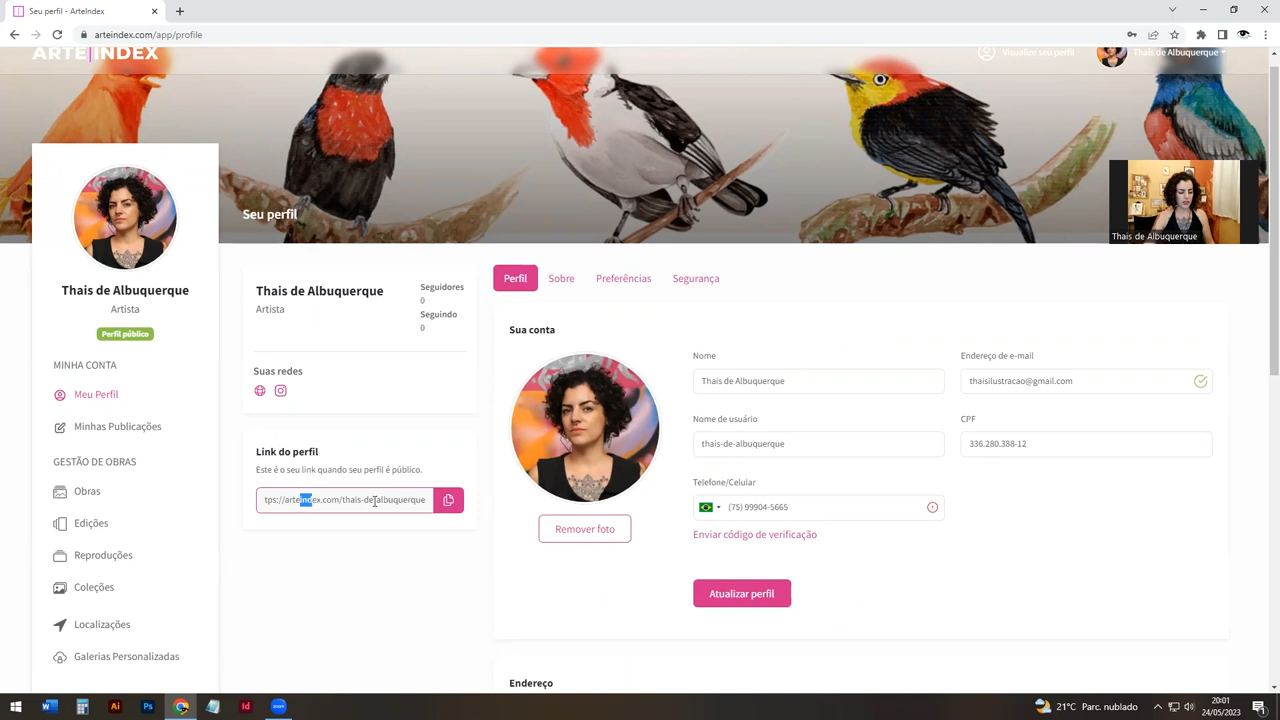 Seu perfil
arteindex.com/app/profile
ARTE|INDEX
Visualize seu perfil
Thais de Albuquerque
Seu perfil
Thais de Albuquerque
Thais de Albuquerque
Artista
Perfil público
MINHA CONTA
Meu Perfil
Minhas Publicações
GESTÃO DE OBRAS
Obras
Edições
Reproduções
Coleções
Localizações
Galerias Personalizadas
Thais de Albuquerque
Artista
Seguidores
0
Seguindo
0
Suas redes
Link do perfil
Este é o seu link quando seu perfil é público.
tps://arteindex.com/thais-de-albuquerque
Perfil
Sobre
Preferências
Segurança
Sua conta
Remover foto
Nome
Thais de Albuquerque
Endereço de e-mail
thaisilustracao@gmail.com
Nome de usuário
thais-de-albuquerque
CPF
336.280.388-12
Telefone/Celular
(75) 99904-5665
Enviar código de verificação
Atualizar perfil
Endereço
W
Ai
Ps
Id
zoom
21°C Parc. nublado
20:01
24/05/2023